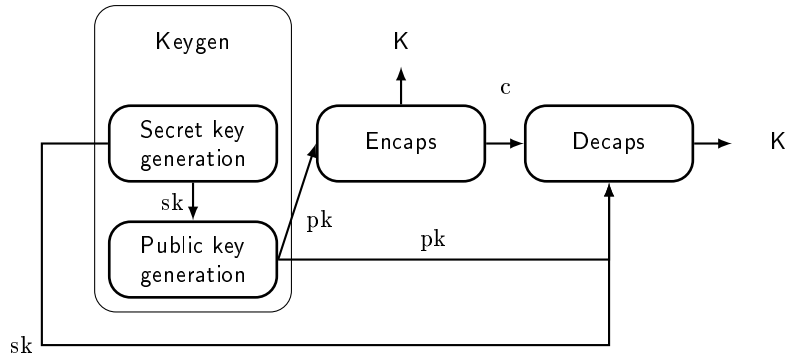 Keygen
K
c
Secret key
generation
Encaps
Decaps
K
sk
pk
Public key
generation
pk
sk